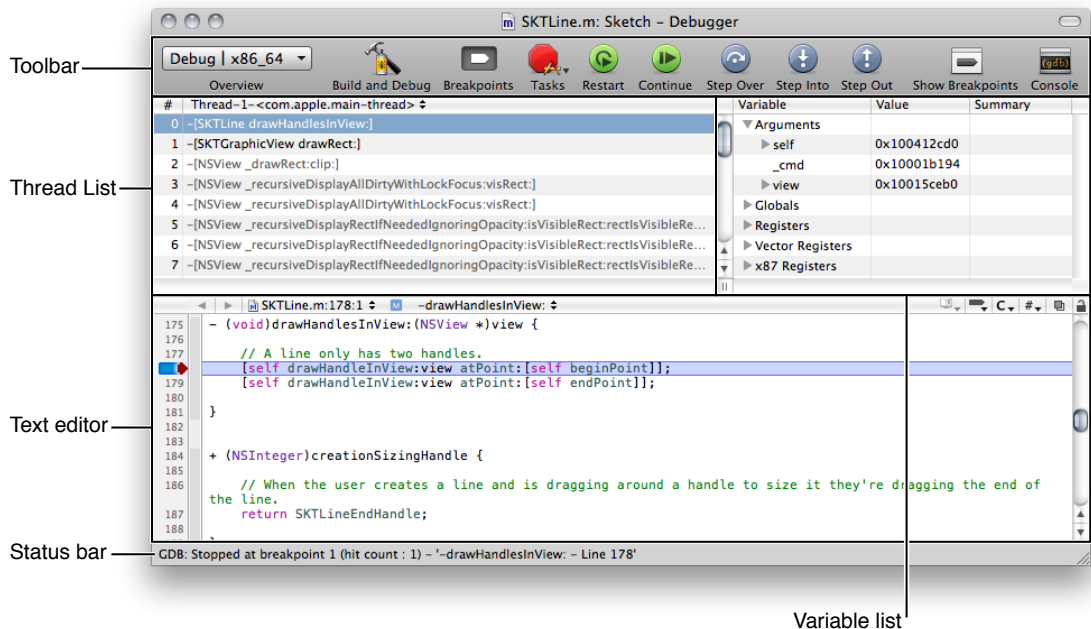 SKTLine.m: Sketch – Debugger
Toolbar
Debug | x86_64
Overview
Build and Debug
Breakpoints
Tasks
Restart
Continue
Step Over
Step Into
Step Out
Show Breakpoints
(gdb)
Console
Thread List
# Thread-1-<com.apple.main-thread>
0 –[SKTLine drawHandlesInView:]
1 –[SKTGraphicView drawRect:]
2 –[NSView _drawRect:clip:]
3 –[NSView _recursiveDisplayAllDirtyWithLockFocus:visRect:]
4 –[NSView _recursiveDisplayAllDirtyWithLockFocus:visRect:]
5 –[NSView _recursiveDisplayRectIfNeededIgnoringOpacity:isVisibleRect:rectIsVisibleRe...
6 –[NSView _recursiveDisplayRectIfNeededIgnoringOpacity:isVisibleRect:rectIsVisibleRe...
7 –[NSView _recursiveDisplayRectIfNeededIgnoringOpacity:isVisibleRect:rectIsVisibleRe...
Variable Value Summary
Arguments
self 0x100412cd0
_cmd 0x10001b194
view 0x10015ceb0
Globals
Registers
Vector Registers
x87 Registers
SKTLine.m:178:1 M –drawHandlesInView: C #
Text editor
175 - (void)drawHandlesInView:(NSView *)view {
176
177 // A line only has two handles.
[self drawHandleInView:view atPoint:[self beginPoint]];
179 [self drawHandleInView:view atPoint:[self endPoint]];
180
181 }
182
183
184 + (NSInteger)creationSizingHandle {
185
186 // When the user creates a line and is dragging around a handle to size it they're dragging the end of
the line.
187 return SKTLineEndHandle;
188
Status bar
GDB: Stopped at breakpoint 1 (hit count : 1) – '–drawHandlesInView: – Line 178'
Variable list